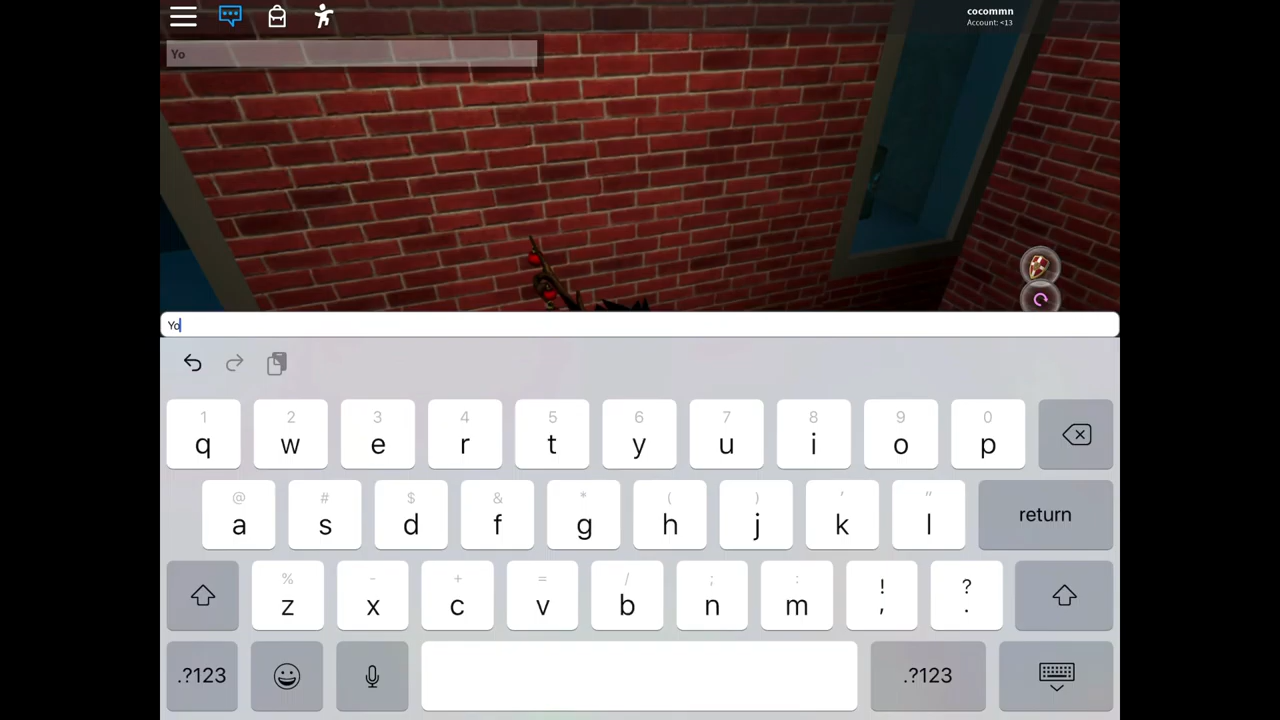 cocommn
Account: <13
Yo
Yo
1 2 3 4 5 6 7 8 9 0
q w e r t y u i o p
@ # $ & * ( ) ' "
a s d f g h j k l return
% - + = / ; : ! ?
z x c v b n m , .
.?123 .?123